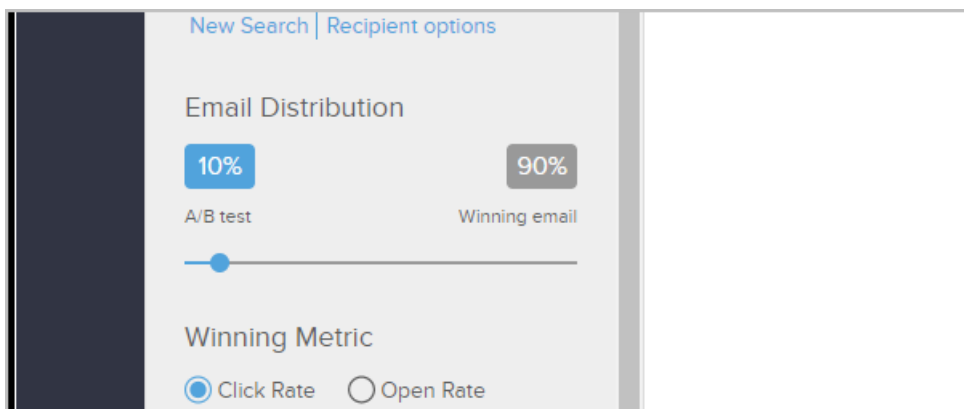 New Search | Recipient options
Email Distribution
10% 90%
A/B test Winning email
Winning Metric
Click Rate Open Rate